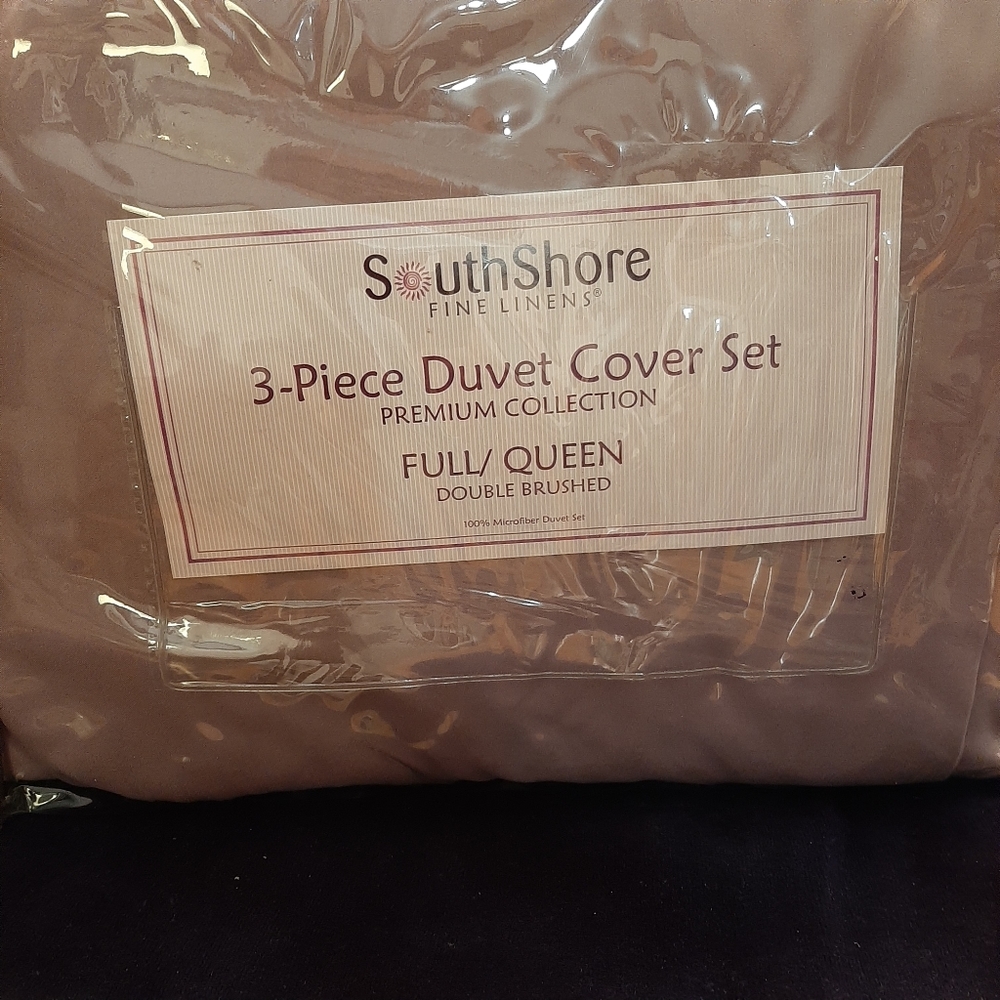 SouthShore
FINE LINENS®
3-Piece Duvet Cover Set
PREMIUM COLLECTION
FULL/ QUEEN
DOUBLE BRUSHED
100% Microfiber Duvet Set